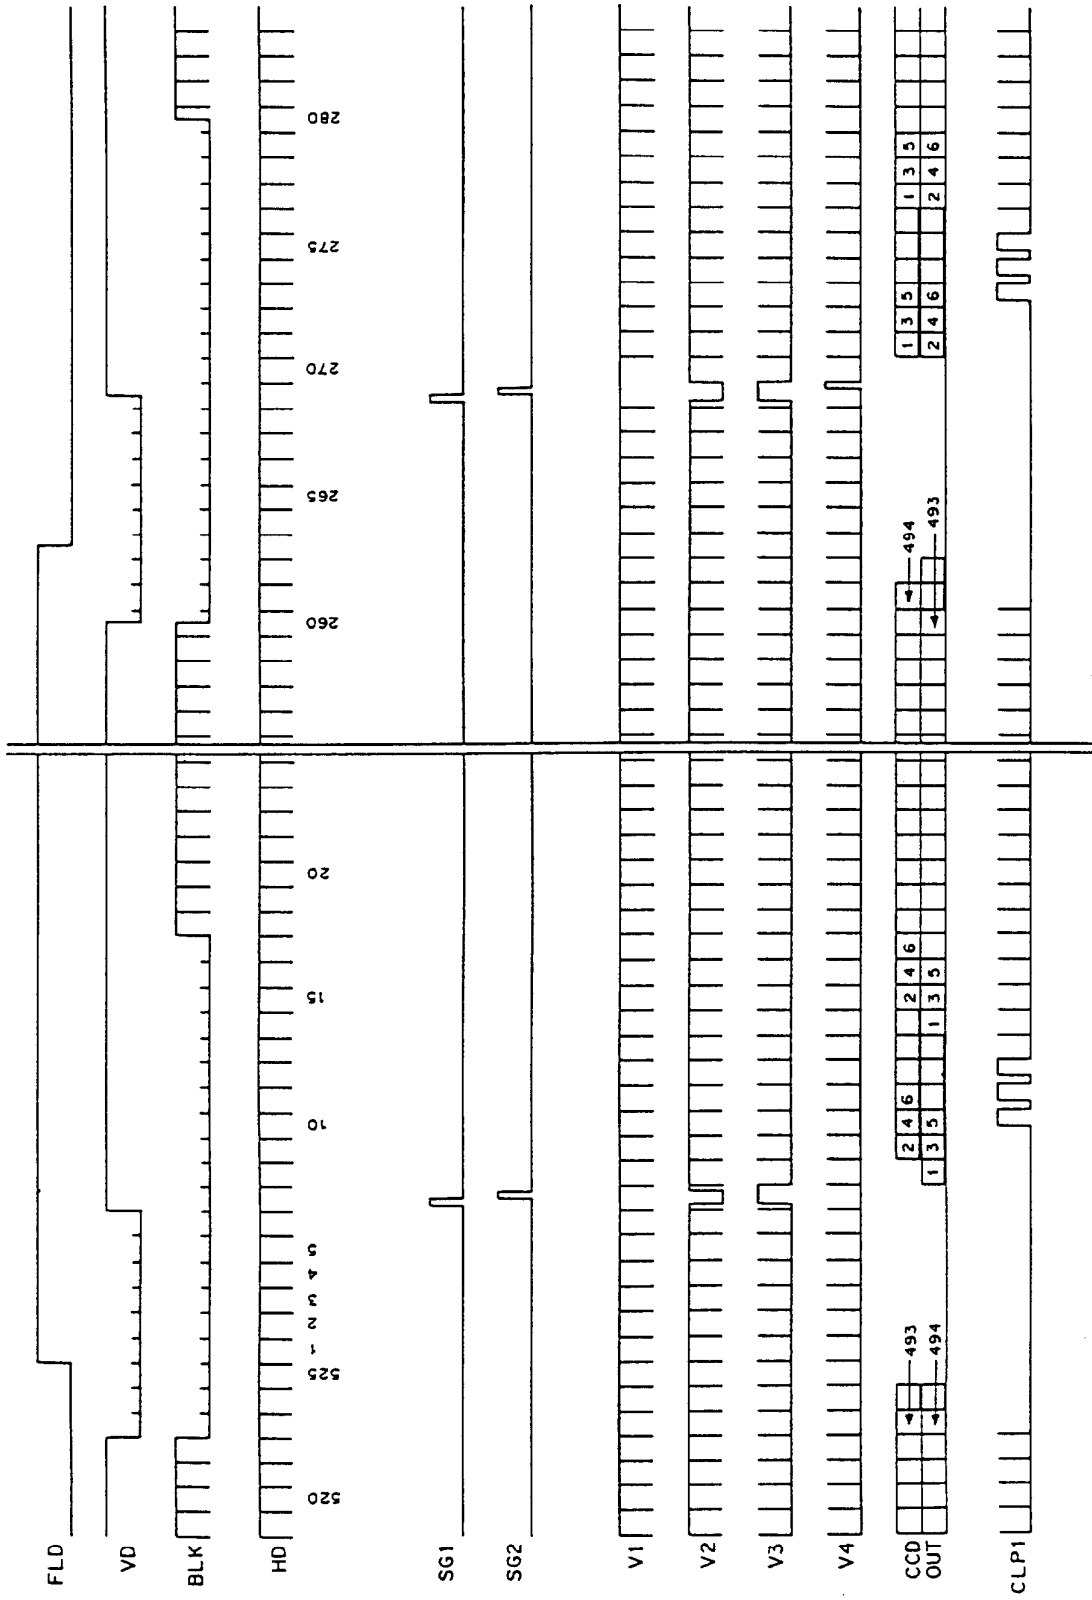 FLD
VD
BLK
HD
520 525 1 2 3 4 5 10 15 20 260 265 270 275 280
SG1
SG2
V1
V2
V3
V4
CCD
OUT
493 2 4 6 2 4 6 494 1 3 5 1 3 5
494 1 3 5 1 3 5 493 2 4 6 2 4 6
CLP1